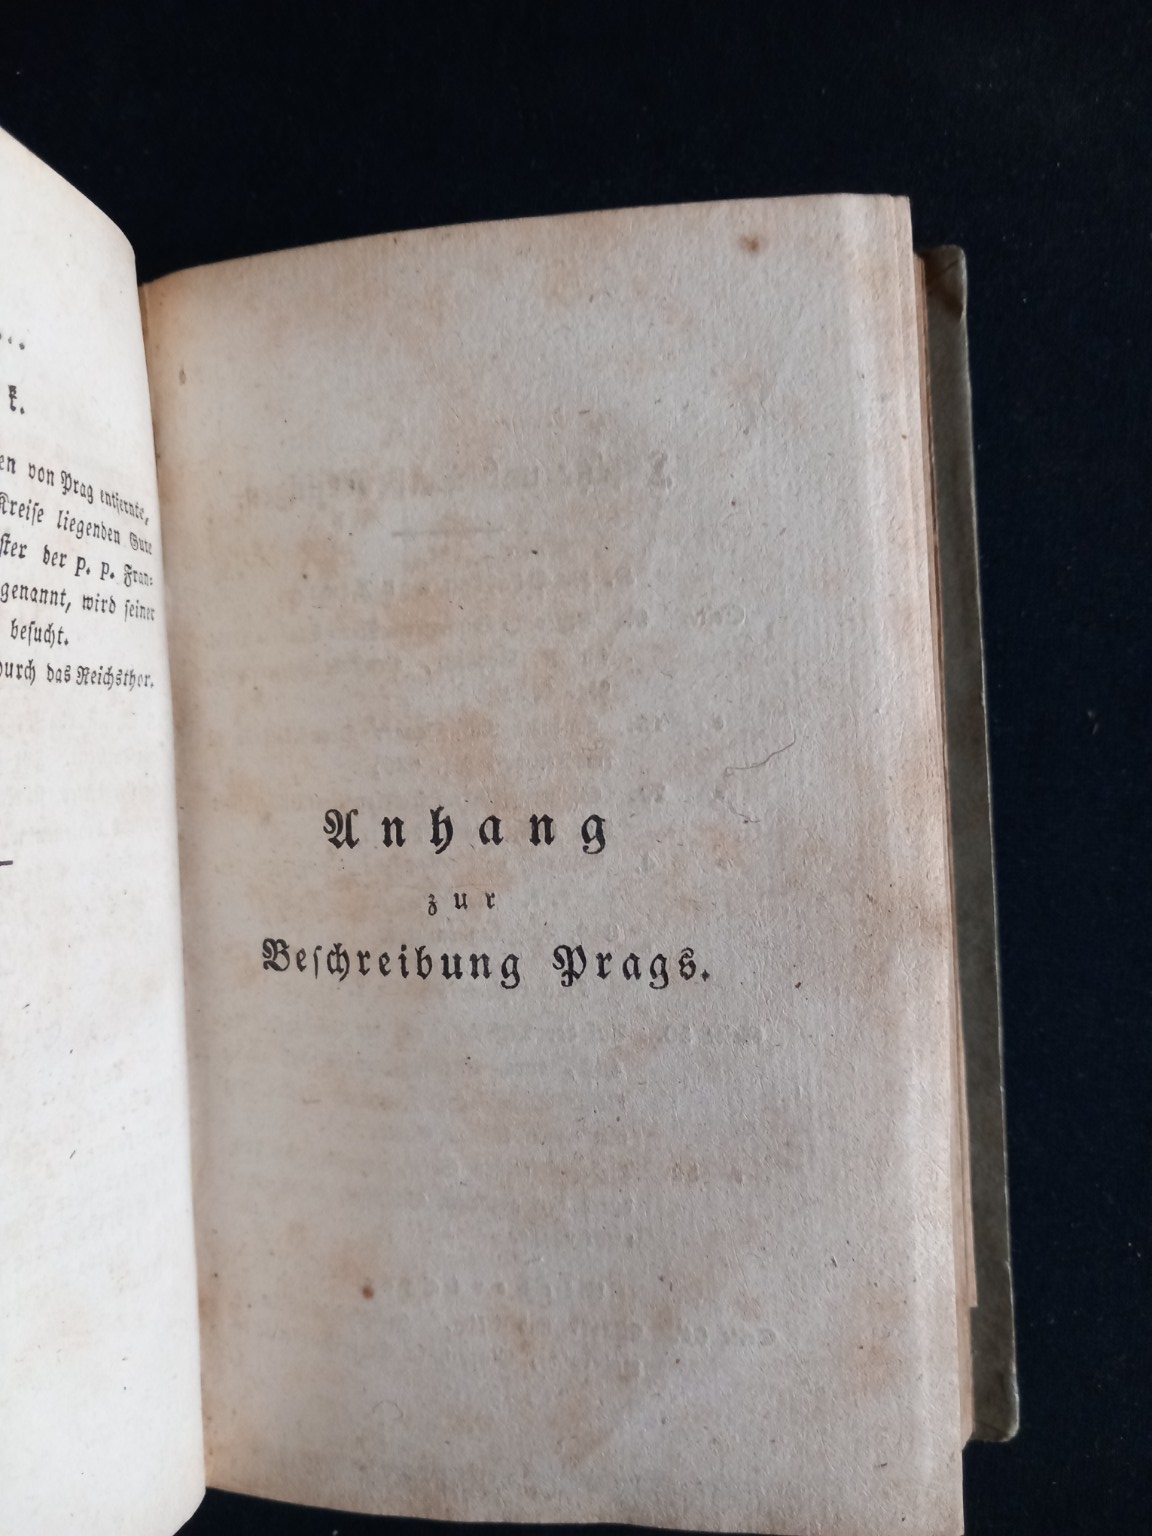 k.
en von Prag entfernte,
Kreise liegenden Gute
ster der p. p. Fran-
genannt, wird seiner
besucht.
durch das Reichsthor.
Anhang
zur
Beschreibung Prags.